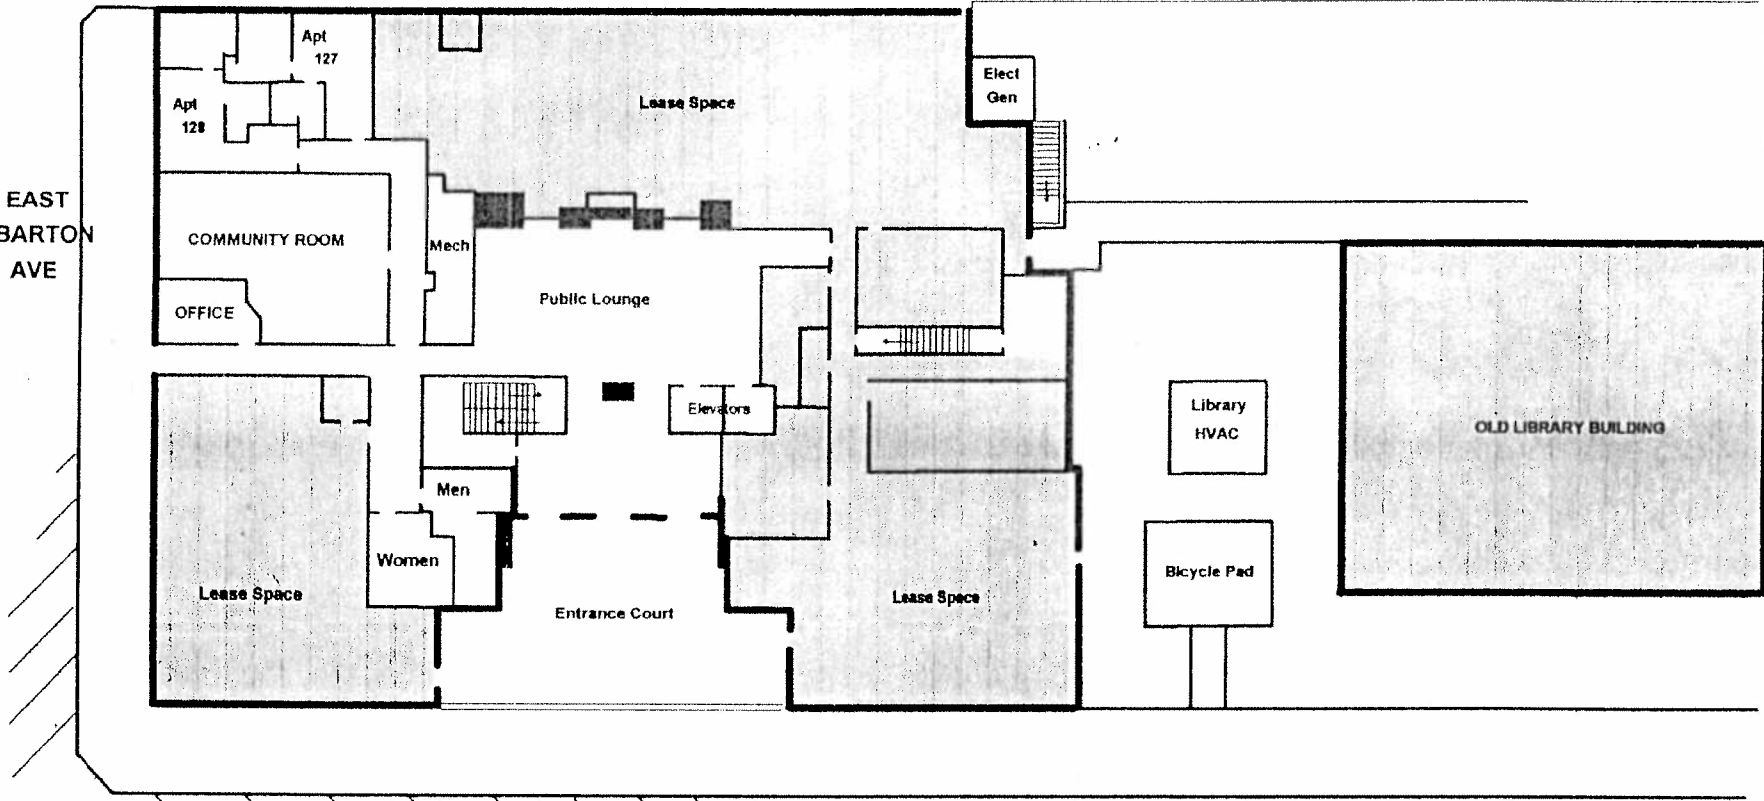 Apt
127
Apt
128
Lease Space
Elect
Gen
EAST
BARTON
AVE
COMMUNITY ROOM
Mech
OFFICE
Public Lounge
Elevators
Library
HVAC
OLD LIBRARY BUILDING
Men
Women
Lease Space
Entrance Court
Lease Space
Bicycle Pad